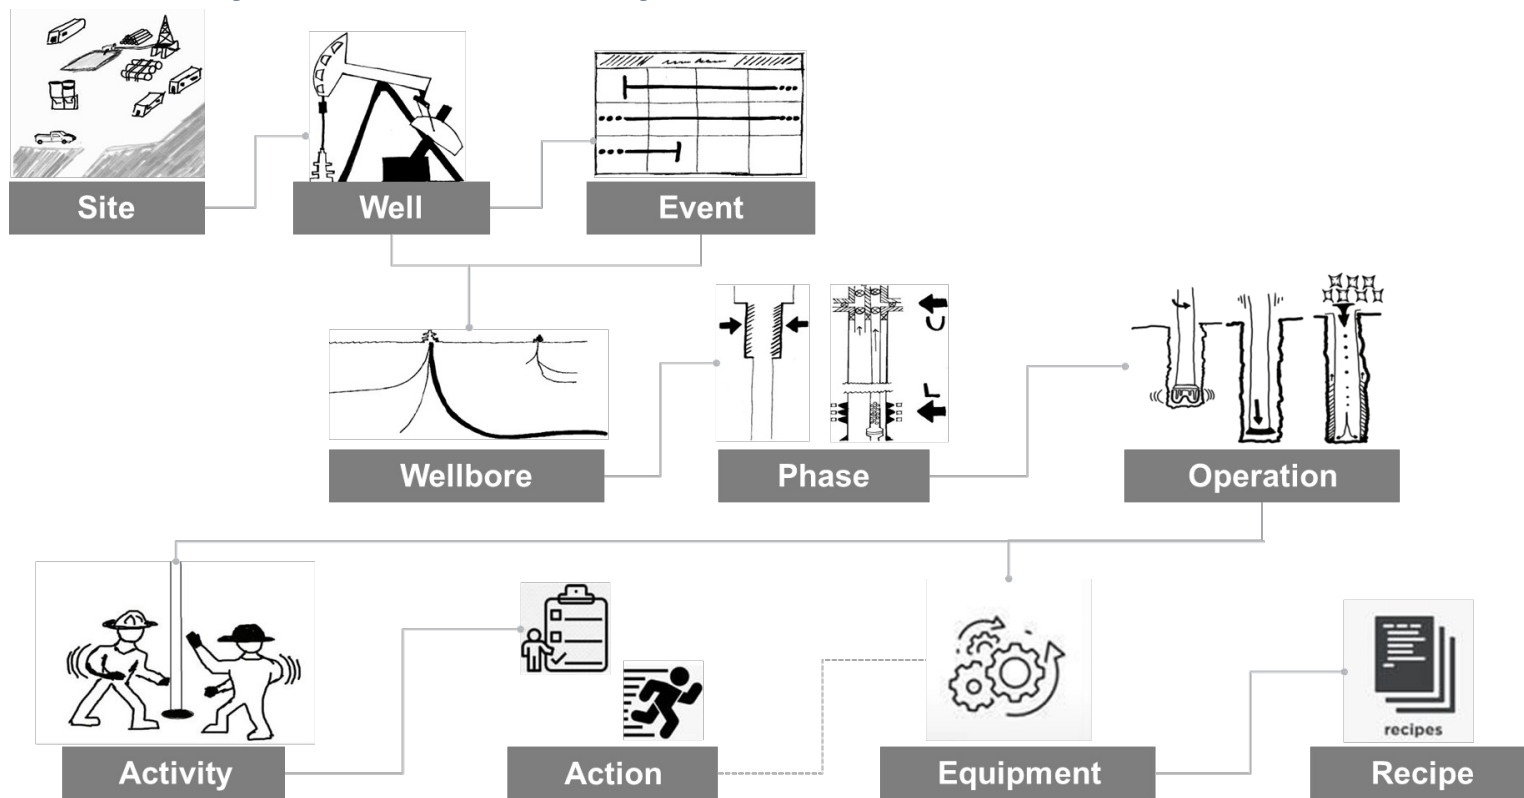 Site
Well
Event
U
L
Wellbore
Phase
Operation
recipes
Activity
Action
Equipment
Recipe